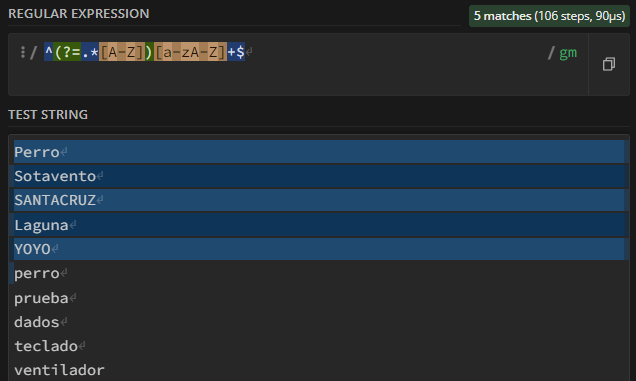 REGULAR EXPRESSION
5 matches (106 steps, 90µs)
/ ^(?=.*[A-Z])[a-zA-Z]+$↵ / gm
TEST STRING
Perro↵
Sotavento↵
SANTACRUZ↵
Laguna↵
YOYO↵
perro↵
prueba↵
dados↵
teclado↵
ventilador